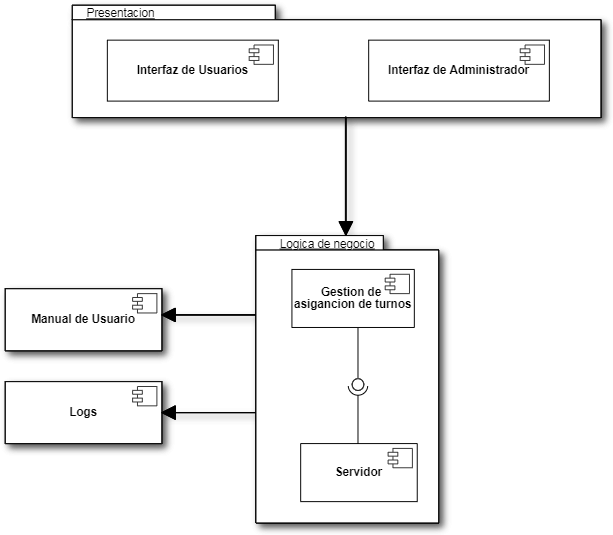 Presentacion
Interfaz de Usuarios
Interfaz de Administrador
Logica de negocio
Gestion de
asigancion de turnos
Manual de Usuario
Logs
Servidor